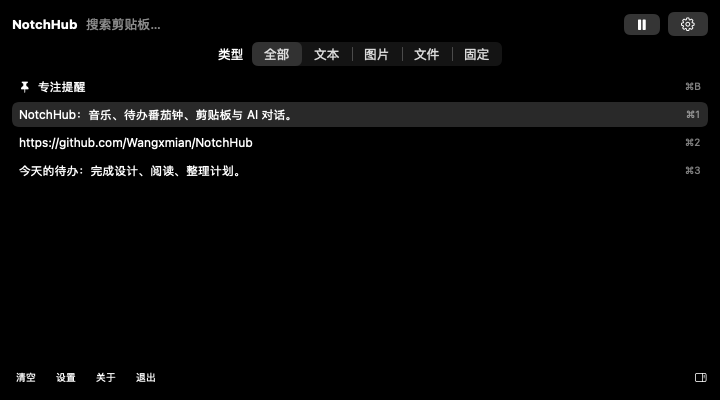 NotchHub 搜索剪贴板...
类型 全部 文本 图片 文件 固定
专注提醒 ⌘B
NotchHub：音乐、待办番茄钟、剪贴板与 AI 对话。 ⌘1
https://github.com/Wangxmian/NotchHub ⌘2
今天的待办：完成设计、阅读、整理计划。 ⌘3
清空 设置 关于 退出